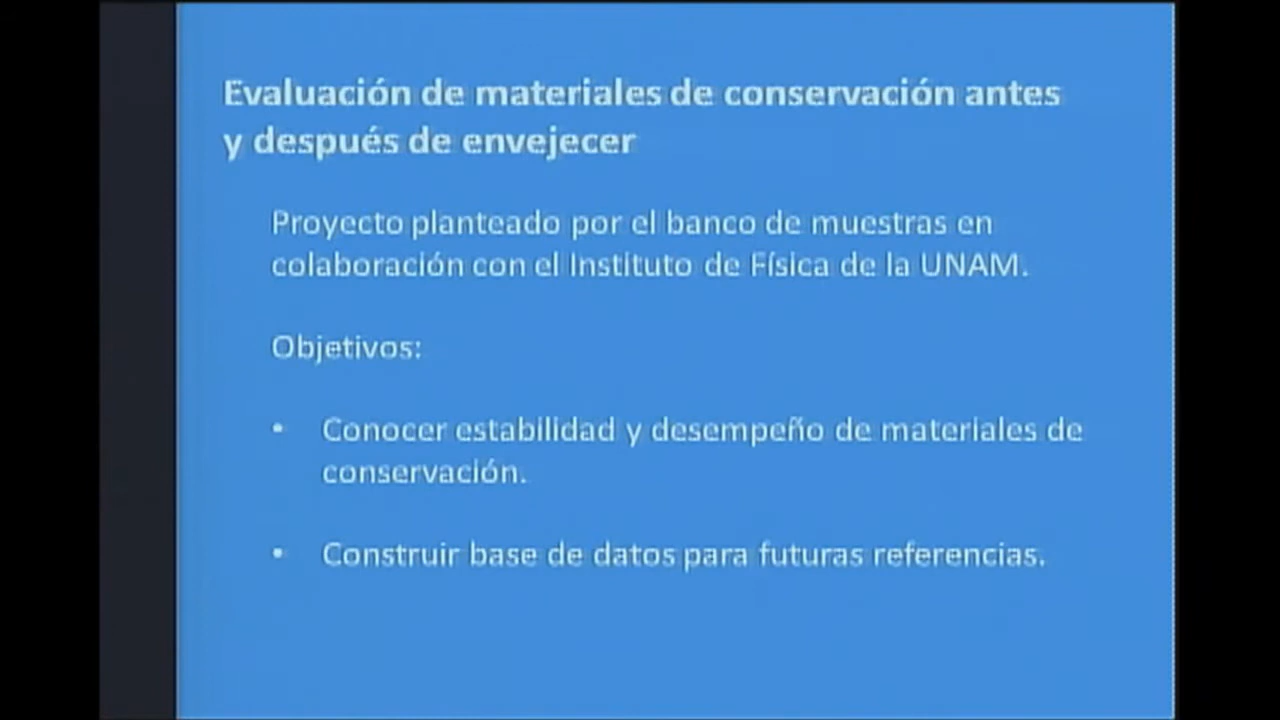 Evaluación de materiales de conservación antes
y después de envejecer
Proyecto planteado por el banco de muestras en
colaboración con el Instituto de Física de la UNAM.
Objetivos:
• Conocer estabilidad y desempeño de materiales de
conservación.
• Construir base de datos para futuras referencias.